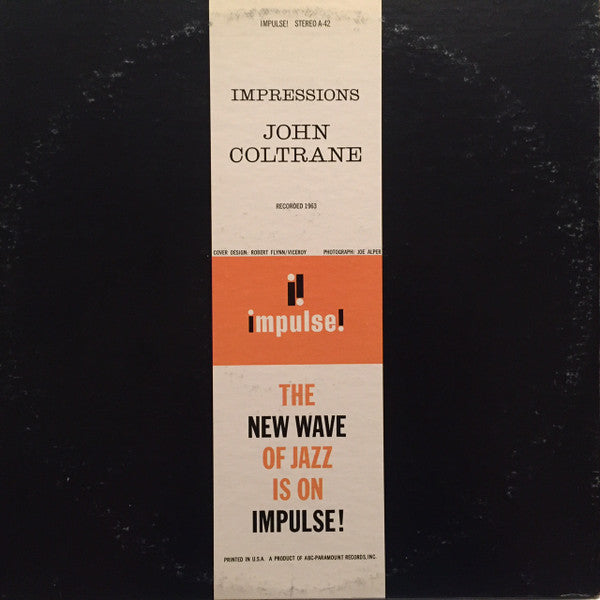 IMPULSE! STEREO A-42
IMPRESSIONS
JOHN
COLTRANE
RECORDED 1963
COVER DESIGN: ROBERT FLYNN/VICEROY PHOTOGRAPH: JOE ALPER
i!
impulse!
THE
NEW WAVE
OF JAZZ
IS ON
IMPULSE!
PRINTED IN U.S.A. A PRODUCT OF ABC-PARAMOUNT RECORDS, INC.